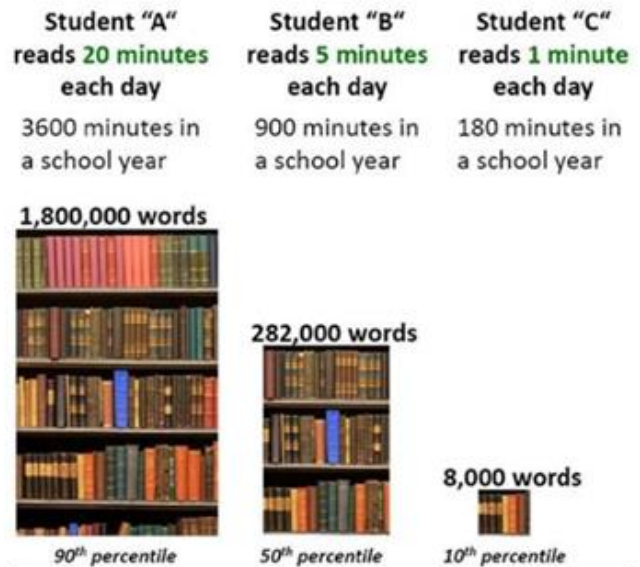 Student “A“
reads 20 minutes
each day
3600 minutes in
a school year
1,800,000 words
90th percentile
Student “B“
reads 5 minutes
each day
900 minutes in
a school year
282,000 words
50th percentile
Student “C“
reads 1 minute
each day
180 minutes in
a school year
8,000 words
10th percentile